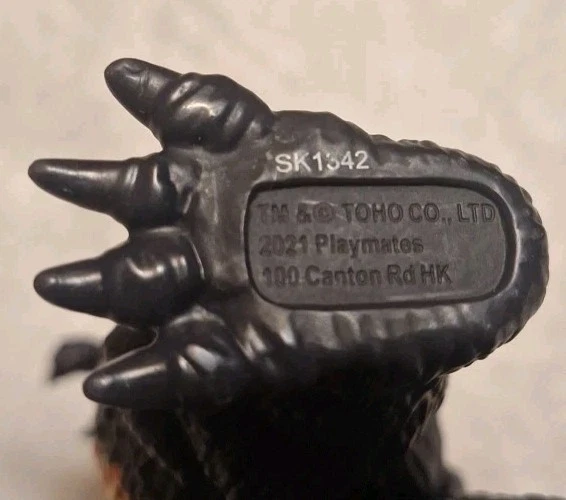 SK1342
TM & © TOHO CO., LTD
2021 Playmates
100 Canton Rd HK